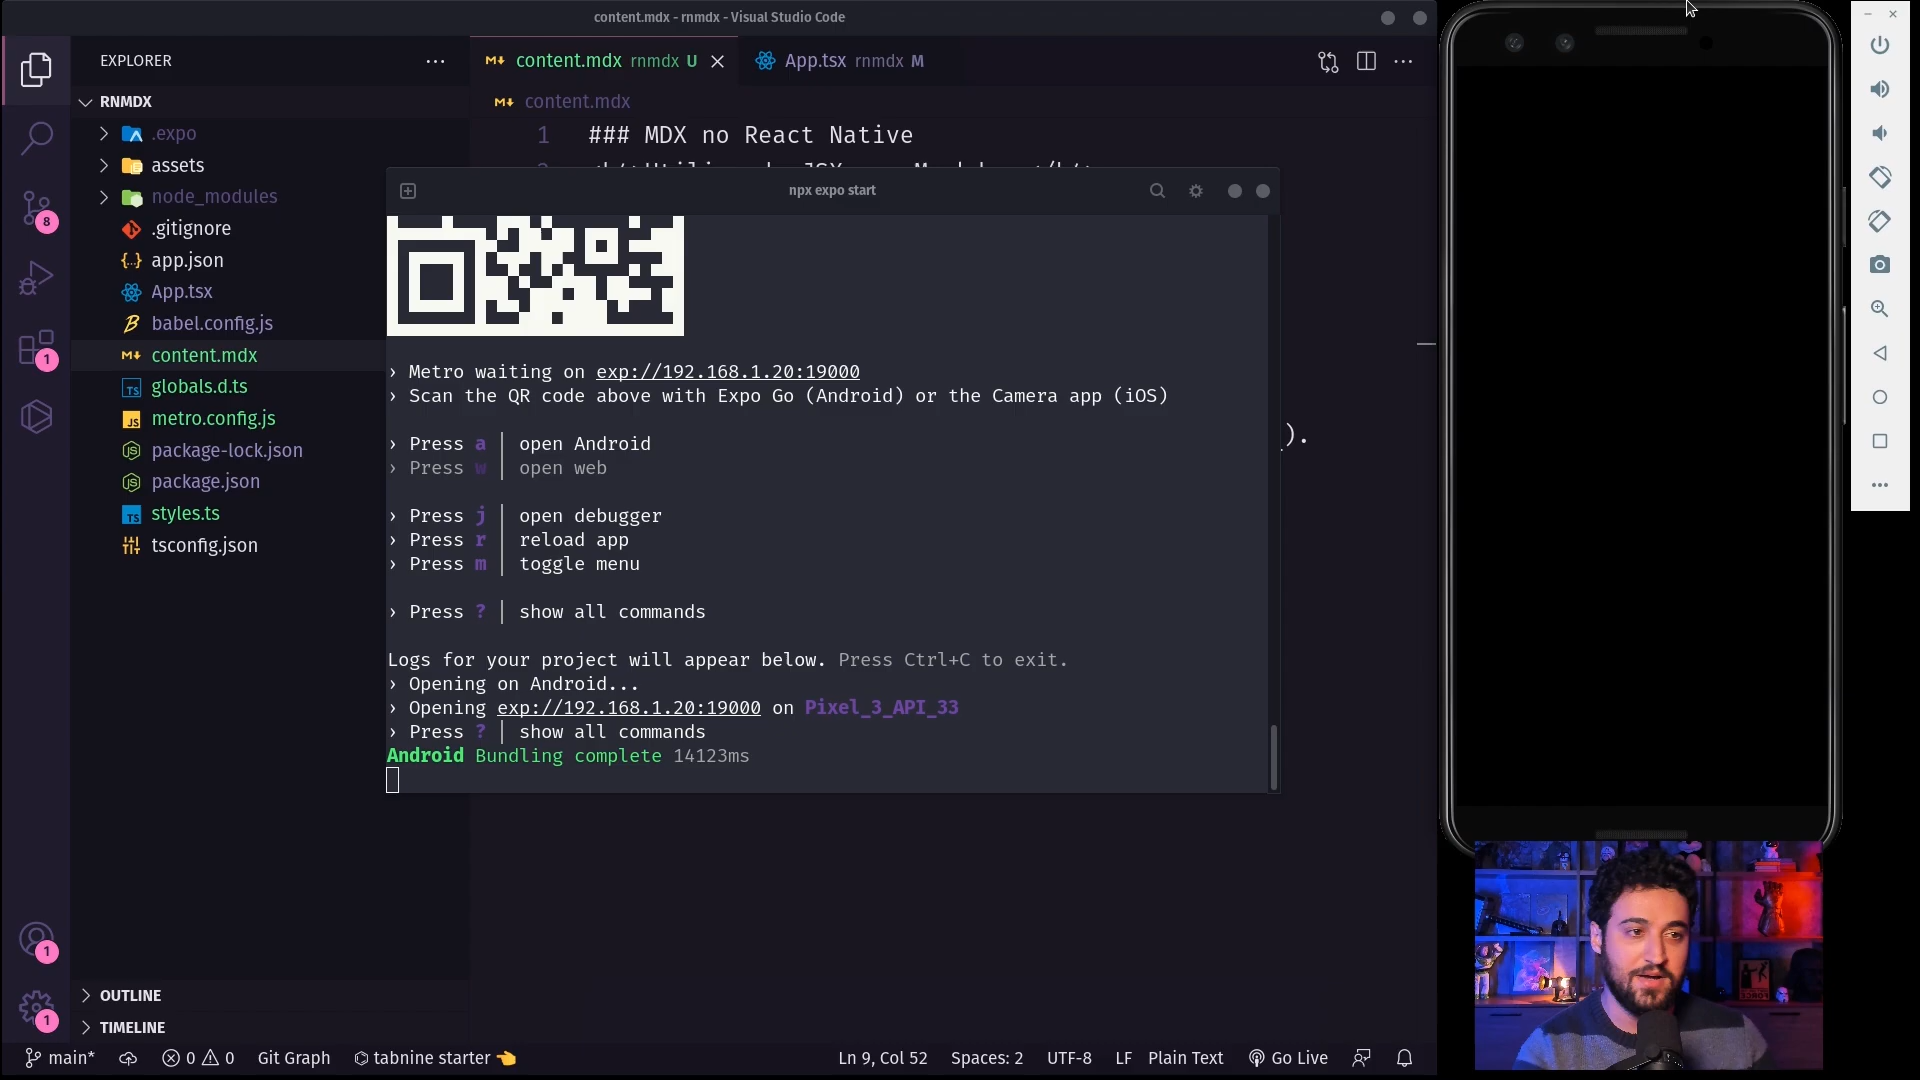 content.mdx - rnmdx - Visual Studio Code
EXPLORER
content.mdx rnmdx U
App.tsx rnmdx M
RNMDX
content.mdx
.expo
assets
node_modules
.gitignore
app.json
App.tsx
babel.config.js
content.mdx
globals.d.ts
metro.config.js
package-lock.json
package.json
styles.ts
tsconfig.json
8
1
1 ### MDX no React Native
npx expo start
› Metro waiting on exp://192.168.1.20:19000
› Scan the QR code above with Expo Go (Android) or the Camera app (iOS)
› Press a │ open Android
› Press w │ open web
› Press j │ open debugger
› Press r │ reload app
› Press m │ toggle menu
› Press ? │ show all commands
Logs for your project will appear below. Press Ctrl+C to exit.
› Opening on Android...
› Opening exp://192.168.1.20:19000 on Pixel_3_API_33
› Press ? │ show all commands
Android Bundling complete 14123ms
).
1
1
OUTLINE
TIMELINE
main* 0 0 Git Graph tabnine starter Ln 9, Col 52 Spaces: 2 UTF-8 LF Plain Text Go Live